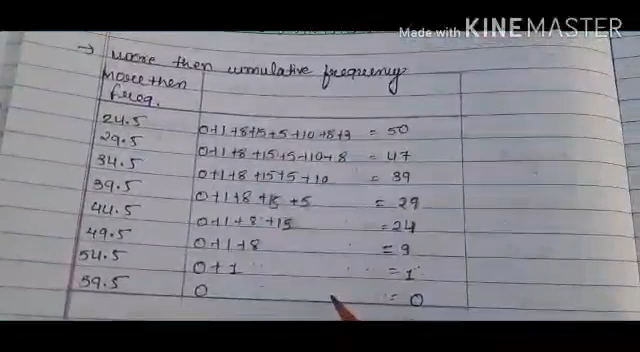 Made with KINEMASTER
→ more then cumulative frequency
More then
freq.
24.5 0+1+8+15+5+10+8+3 = 50
29.5 0+1+8+15+5+10+8 = 47
34.5 0+1+8+15+5+10 = 39
39.5 0+1+8+15+5 = 29
44.5 0+1+8+15 = 24
49.5 0+1+8 = 9
54.5 0+1 = 1
59.5 0 = 0